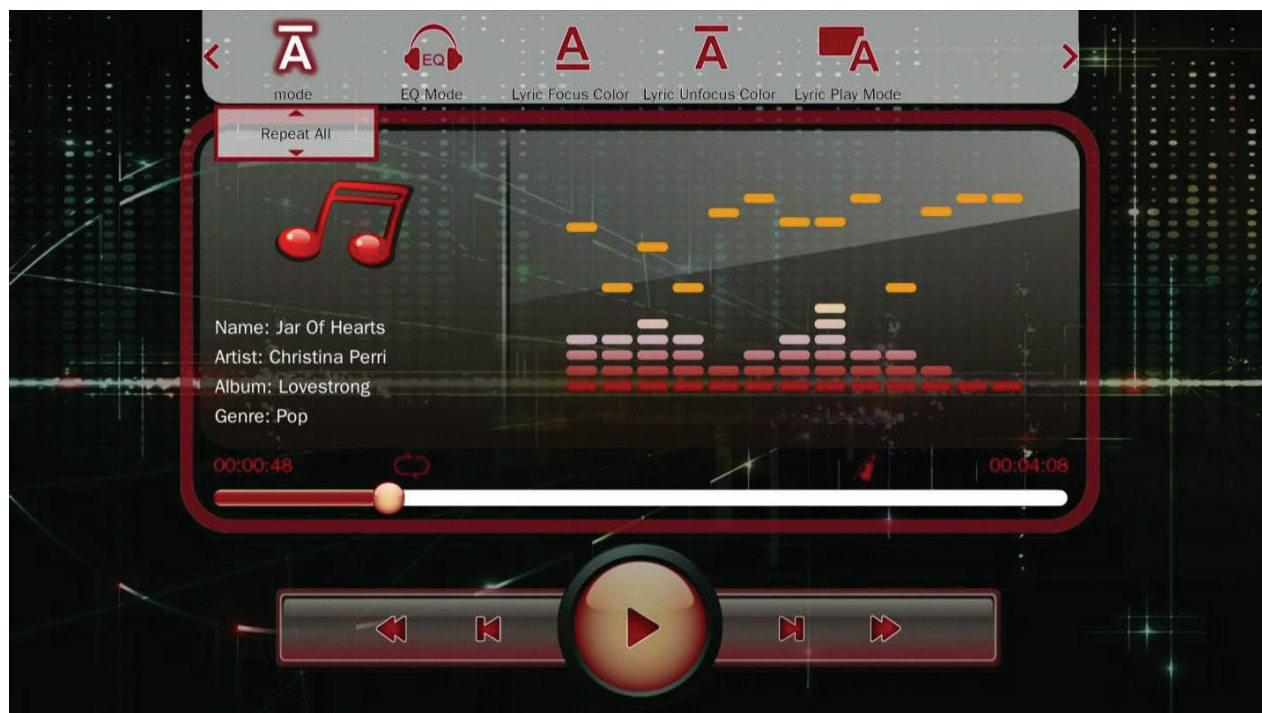 A
EQ
A
A
A
mode
EQ Mode
Lyric Focus Color
Lyric Unfocus Color
Lyric Play Mode
Repeat All
Name: Jar Of Hearts
Artist: Christina Perri
Album: Lovestrong
Genre: Pop
00:00:48
00:04:08